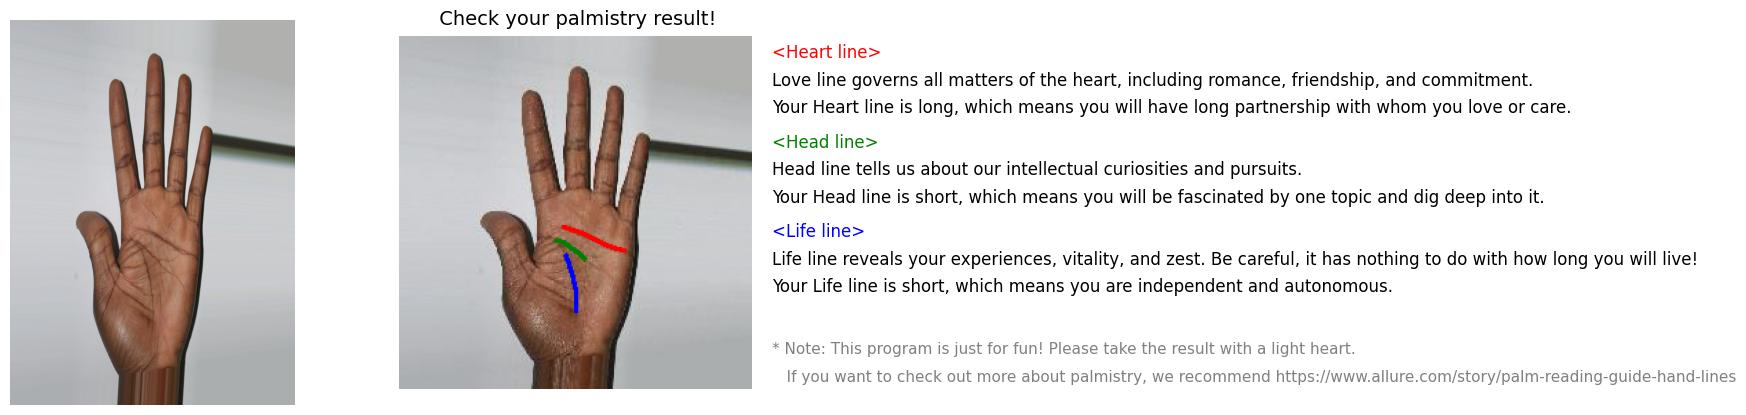 Check your palmistry result!
<Heart line>
Love line governs all matters of the heart, including romance, friendship, and commitment.
Your Heart line is long, which means you will have long partnership with whom you love or care.
<Head line>
Head line tells us about our intellectual curiosities and pursuits.
Your Head line is short, which means you will be fascinated by one topic and dig deep into it.
<Life line>
Life line reveals your experiences, vitality, and zest. Be careful, it has nothing to do with how long you will live!
Your Life line is short, which means you are independent and autonomous.
* Note: This program is just for fun! Please take the result with a light heart.
If you want to check out more about palmistry, we recommend https://www.allure.com/story/palm-reading-guide-hand-lines